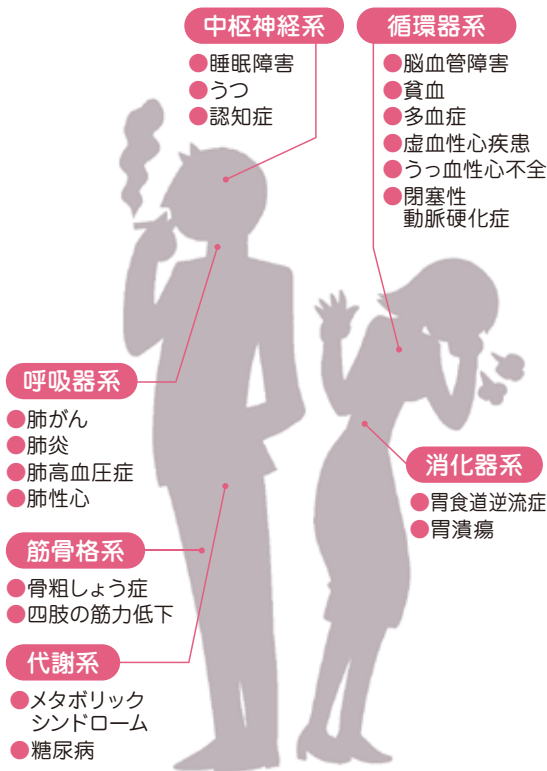 中枢神経系
●睡眠障害
●うつ
●認知症
循環器系
●脳血管障害
●貧血
●多血症
●虚血性心疾患
●うっ血性心不全
●閉塞性
動脈硬化症
呼吸器系
●肺がん
●肺炎
●肺高血圧症
●肺性心
消化器系
●胃食道逆流症
●胃潰瘍
筋骨格系
●骨粗しょう症
●四肢の筋力低下
代謝系
●メタボリック
シンドローム
●糖尿病